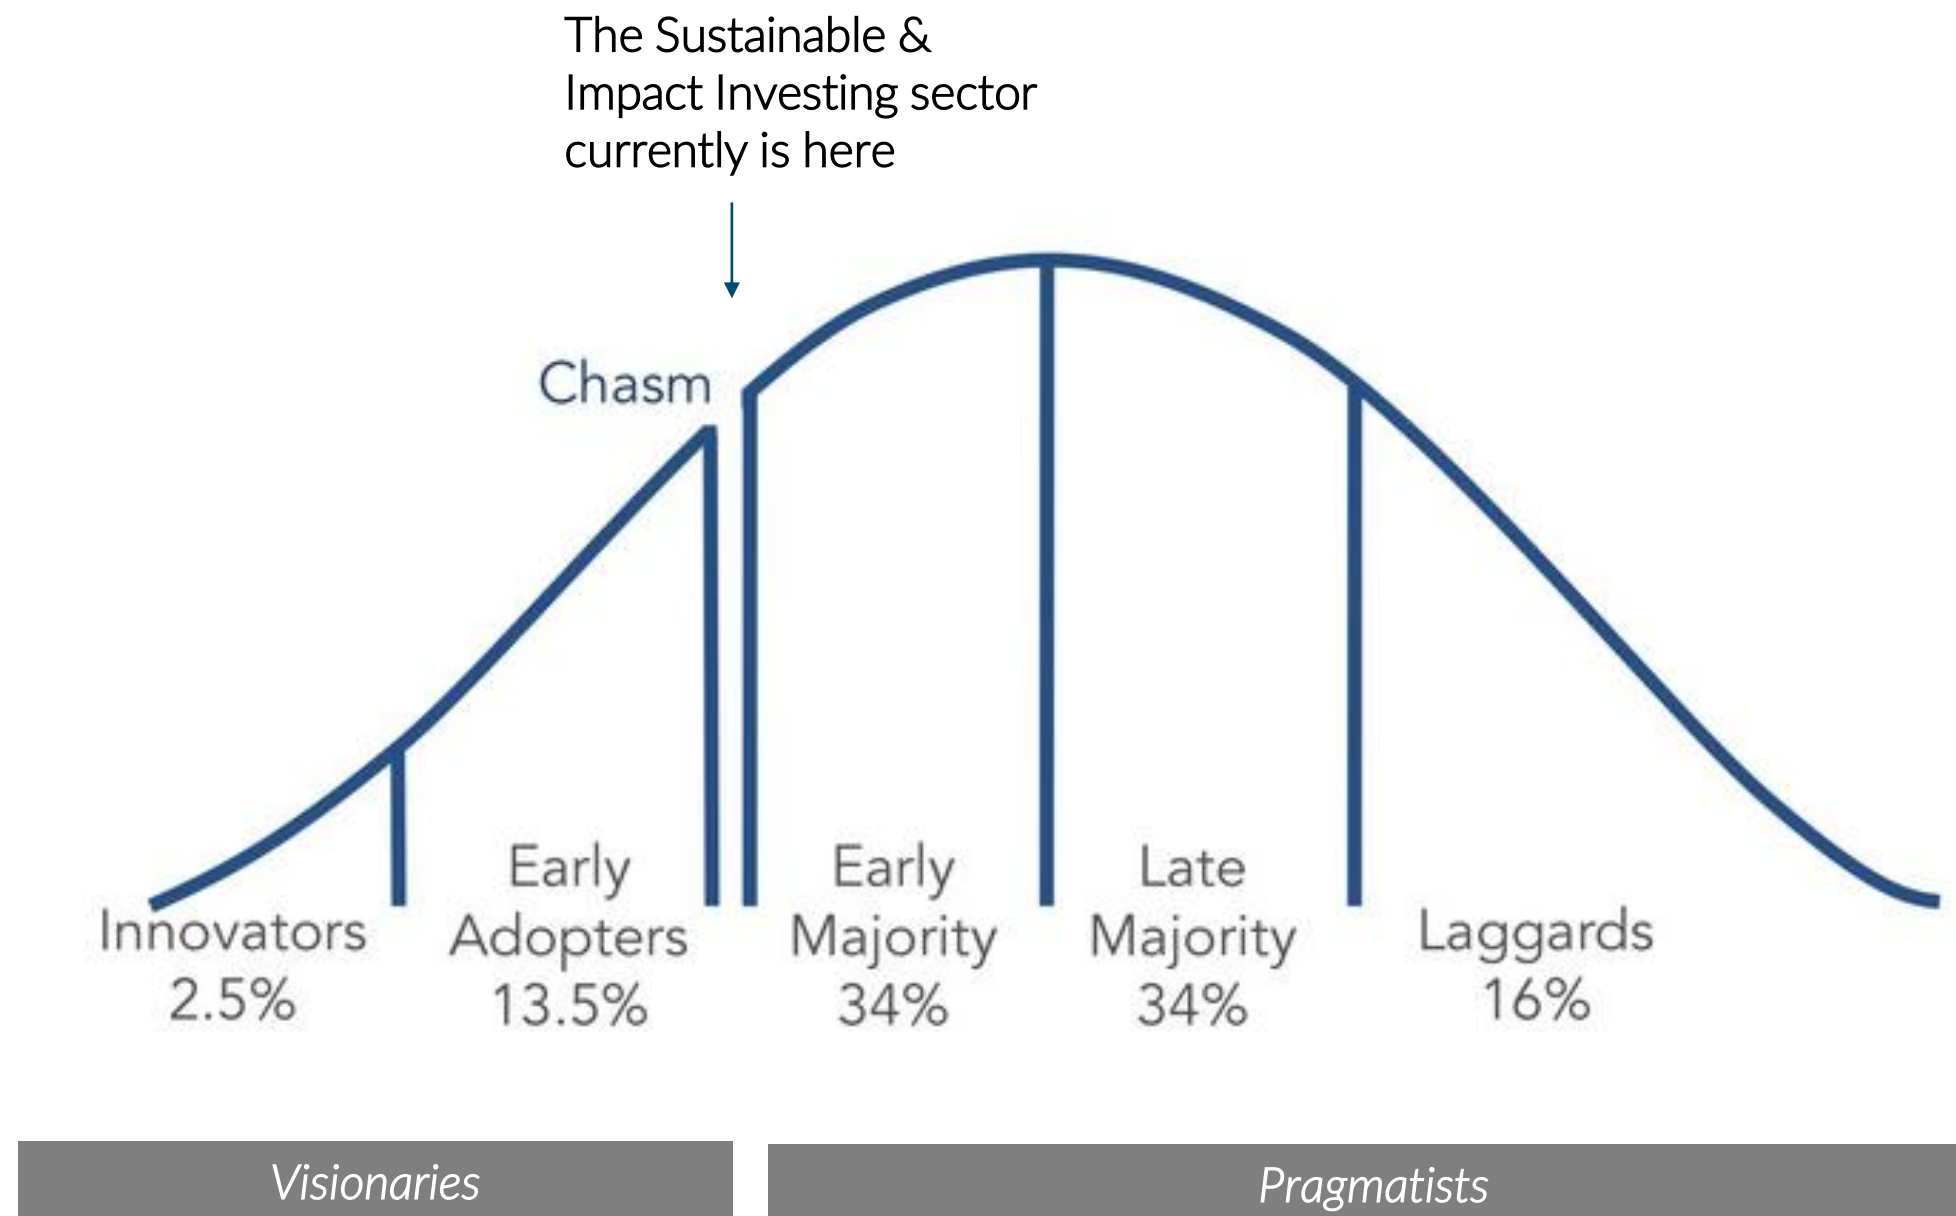 The Sustainable &
Impact Investing sector
currently is here
Chasm
Innovators
2.5%
Early
Adopters
13.5%
Early
Majority
34%
Late
Majority
34%
Laggards
16%
Visionaries
Pragmatists